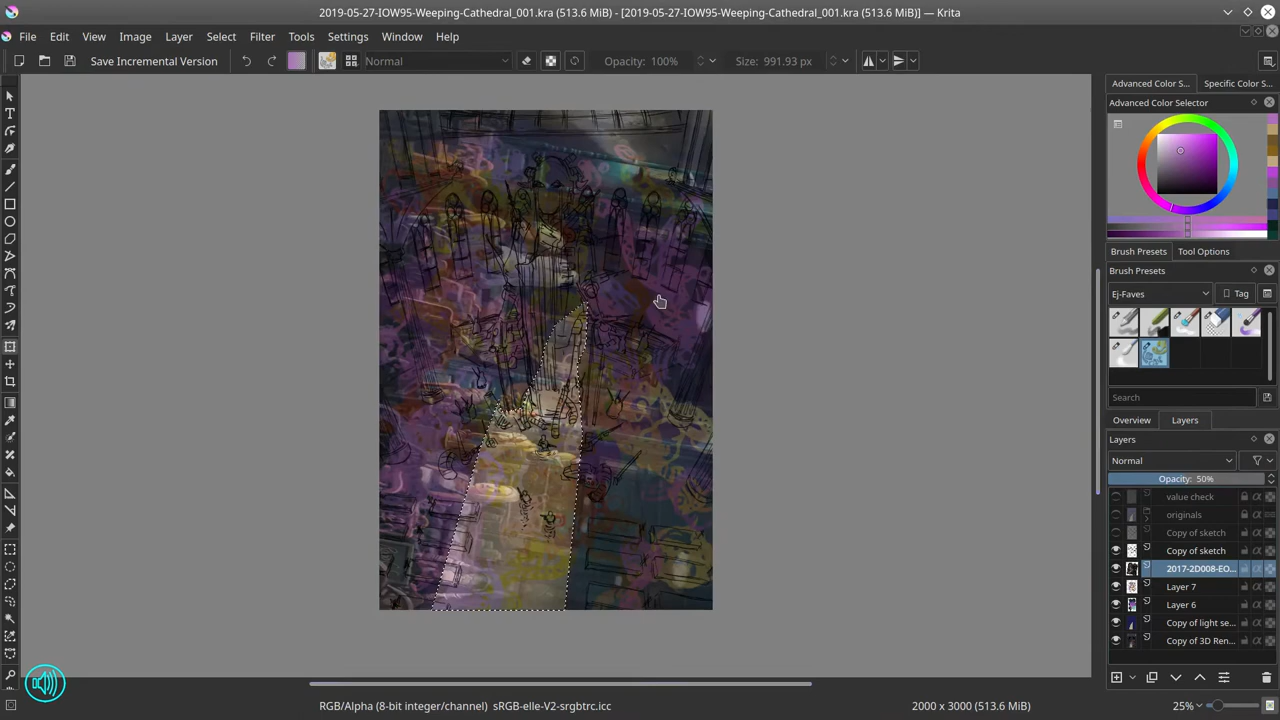 2019-05-27-IOW95-Weeping-Cathedral_001.kra (513.6 MiB) - [2019-05-27-IOW95-Weeping-Cathedral_001.kra (513.6 MiB)] — Krita
File Edit View Image Layer Select Filter Tools Settings Window Help
Save Incremental Version Normal Opacity: 100% Size: 991.93 px
Advanced Color S... Specific Color S...
Advanced Color Selector
Brush Presets Tool Options
Brush Presets
Ej-Faves Tag
Search
Overview Layers
Layers
Normal
Opacity: 50%
value check
originals
Copy of sketch
Copy of sketch
2017-2D008-EO...
Layer 7
Layer 6
Copy of light se...
Copy of 3D Ren...
RGB/Alpha (8-bit integer/channel) sRGB-elle-V2-srgbtrc.icc 2000 x 3000 (513.6 MiB) 25%